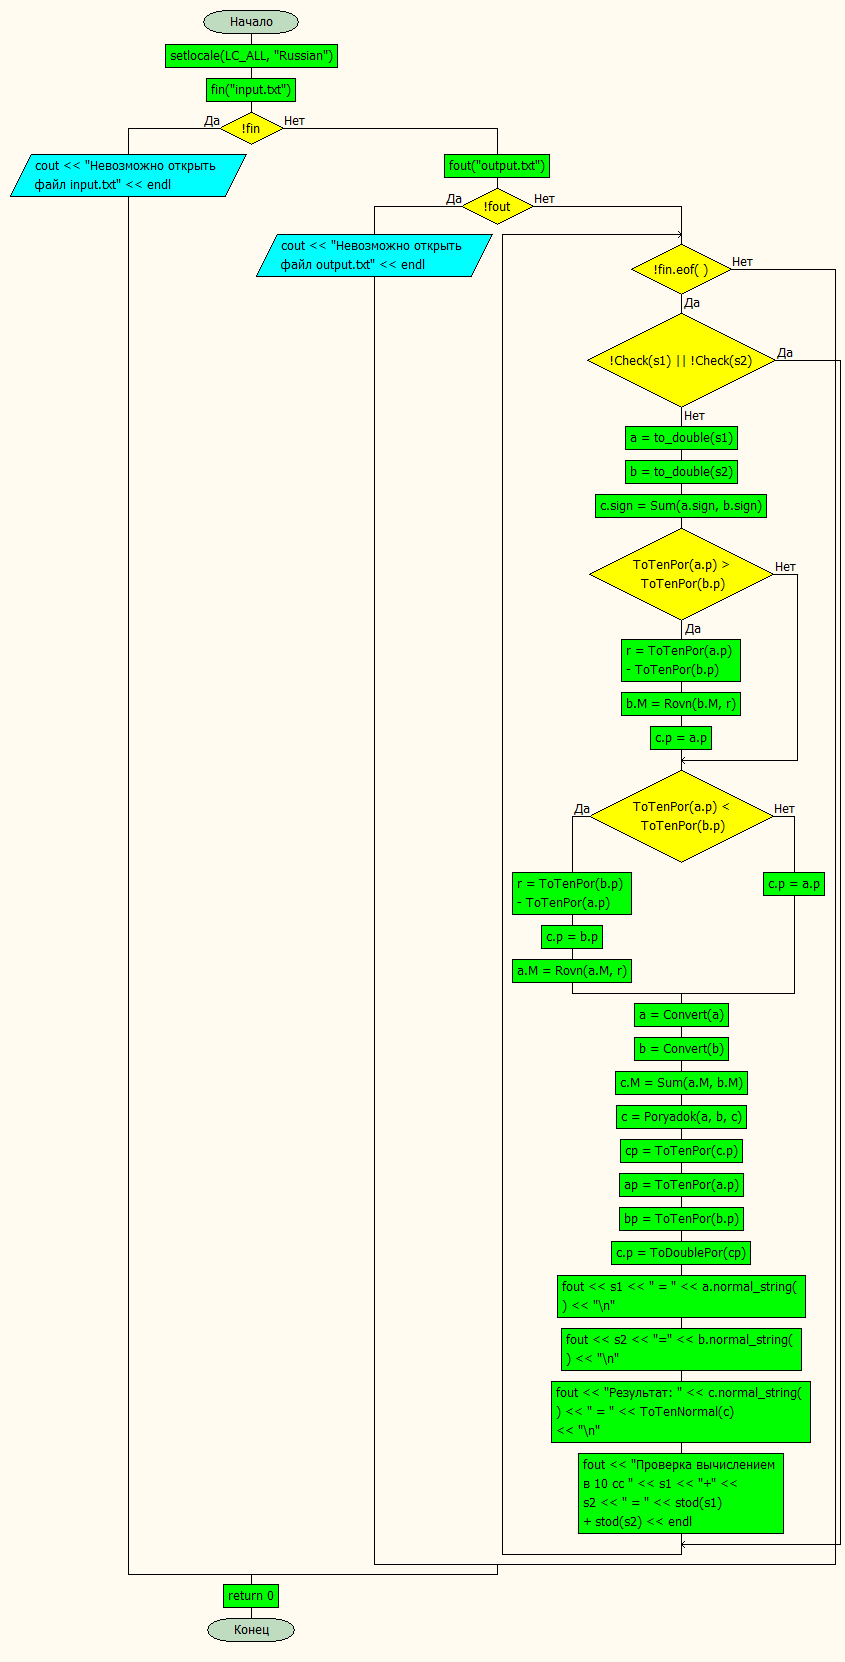 Начало
setlocale(LC_ALL, "Russian")
fin("input.txt")
Да
!fin
Нет
cout << "Невозможно открыть
файл input.txt" << endl
fout("output.txt")
Да
!fout
Нет
cout << "Невозможно открыть
файл output.txt" << endl
!fin.eof( )
Нет
Да
!Check(s1) || !Check(s2)
Да
Нет
a = to_double(s1)
b = to_double(s2)
c.sign = Sum(a.sign, b.sign)
ToTenPor(a.p) >
ToTenPor(b.p)
Нет
Да
r = ToTenPor(a.p)
- ToTenPor(b.p)
b.M = Rovn(b.M, r)
c.p = a.p
Да
ToTenPor(a.p) <
ToTenPor(b.p)
Нет
r = ToTenPor(b.p)
- ToTenPor(a.p)
c.p = b.p
a.M = Rovn(a.M, r)
c.p = a.p
a = Convert(a)
b = Convert(b)
c.M = Sum(a.M, b.M)
c = Poryadok(a, b, c)
cp = ToTenPor(c.p)
ap = ToTenPor(a.p)
bp = ToTenPor(b.p)
c.p = ToDoublePor(cp)
fout << s1 << " = " << a.normal_string(
) << "\n"
fout << s2 << "=" << b.normal_string(
) << "\n"
fout << "Результат: " << c.normal_string(
) << " = " << ToTenNormal(c)
<< "\n"
fout << "Проверка вычислением
в 10 сс " << s1 << "+" <<
s2 << " = " << stod(s1)
+ stod(s2) << endl
return 0
Конец